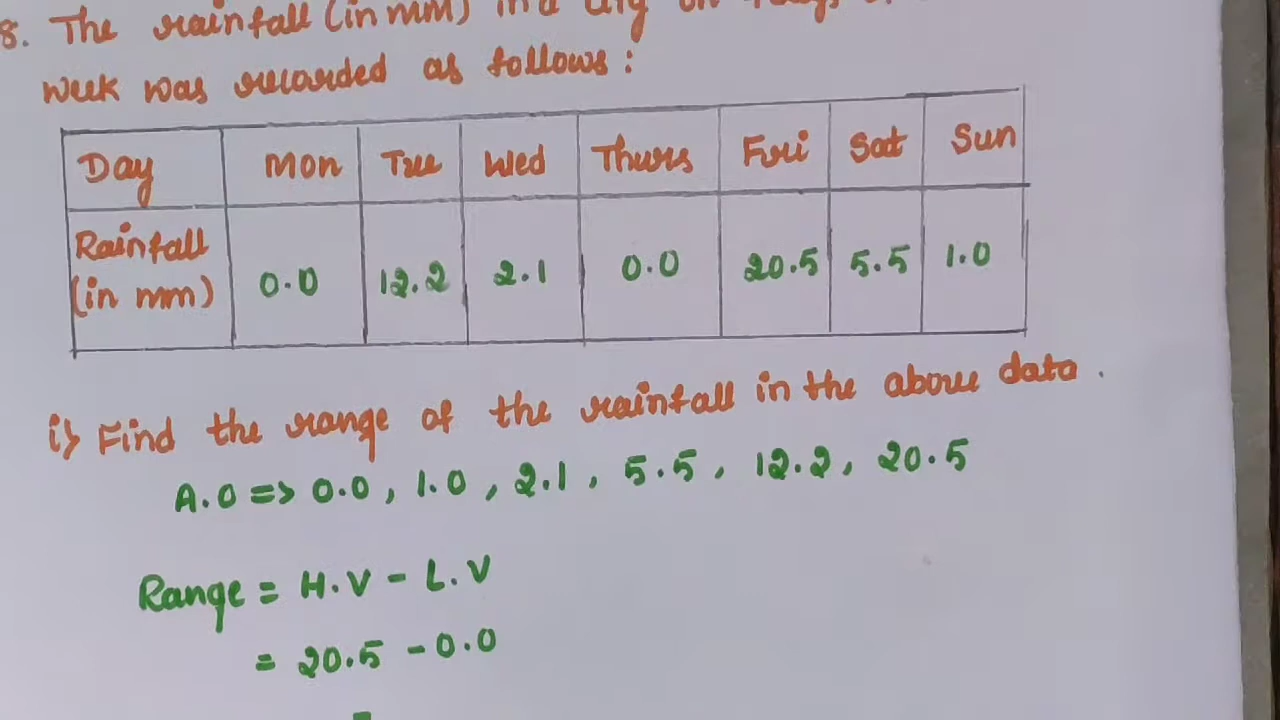 8. The rainfall (in mm) in a city on
week was recorded as follows:
Day Mon Tue Wed Thurs Fri Sat Sun
Rainfall (in mm) 0.0 12.2 2.1 0.0 20.5 5.5 1.0
i) Find the range of the rainfall in the above data.
A.O => 0.0, 1.0, 2.1, 5.5, 12.2, 20.5
Range = H.V - L.V
= 20.5 - 0.0